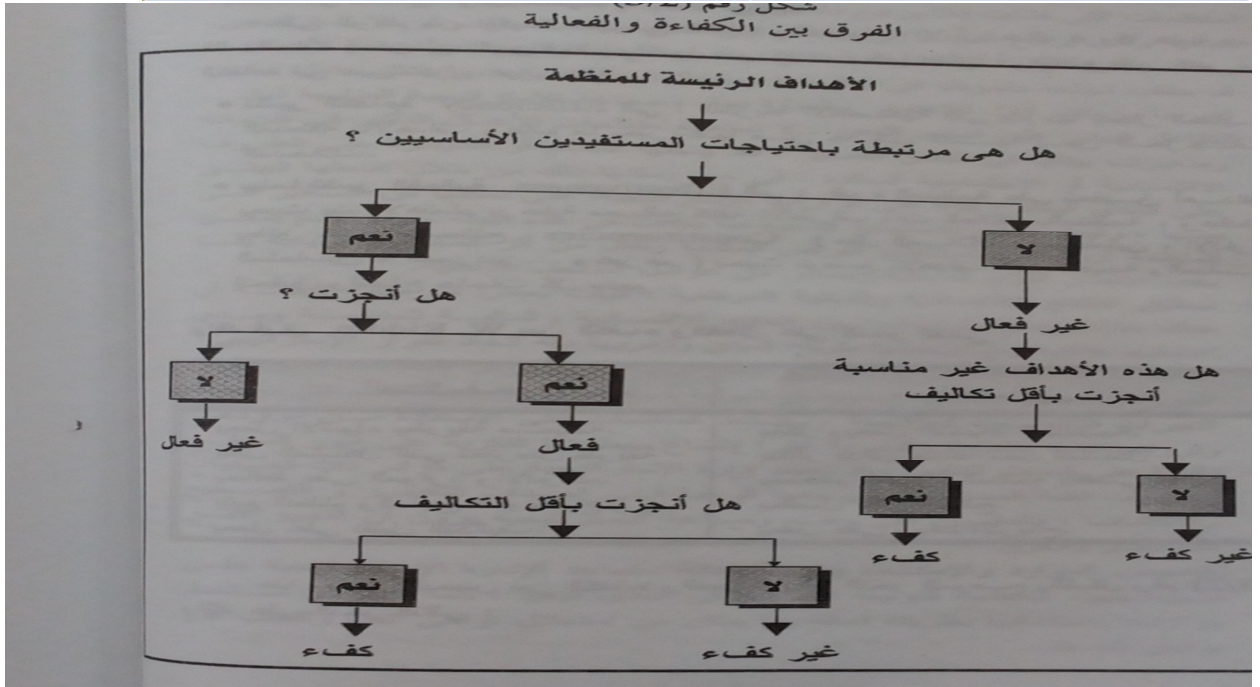 شكل رقم
الفرق بين الكفاءة والفعالية
الأهداف الرئيسة للمنظمة
هل هى مرتبطة باحتياجات المستفيدين الأساسيين ؟
لا
نعم
هل أنجزت ؟
غير فعال
هل هذه الأهداف غير مناسبة
أنجزت بأقل تكاليف
نعم
لا
فعال
غير فعال
لا
نعم
هل أنجزت بأقل التكاليف
غير كفء
كفء
لا
نعم
غير كفء
كفء